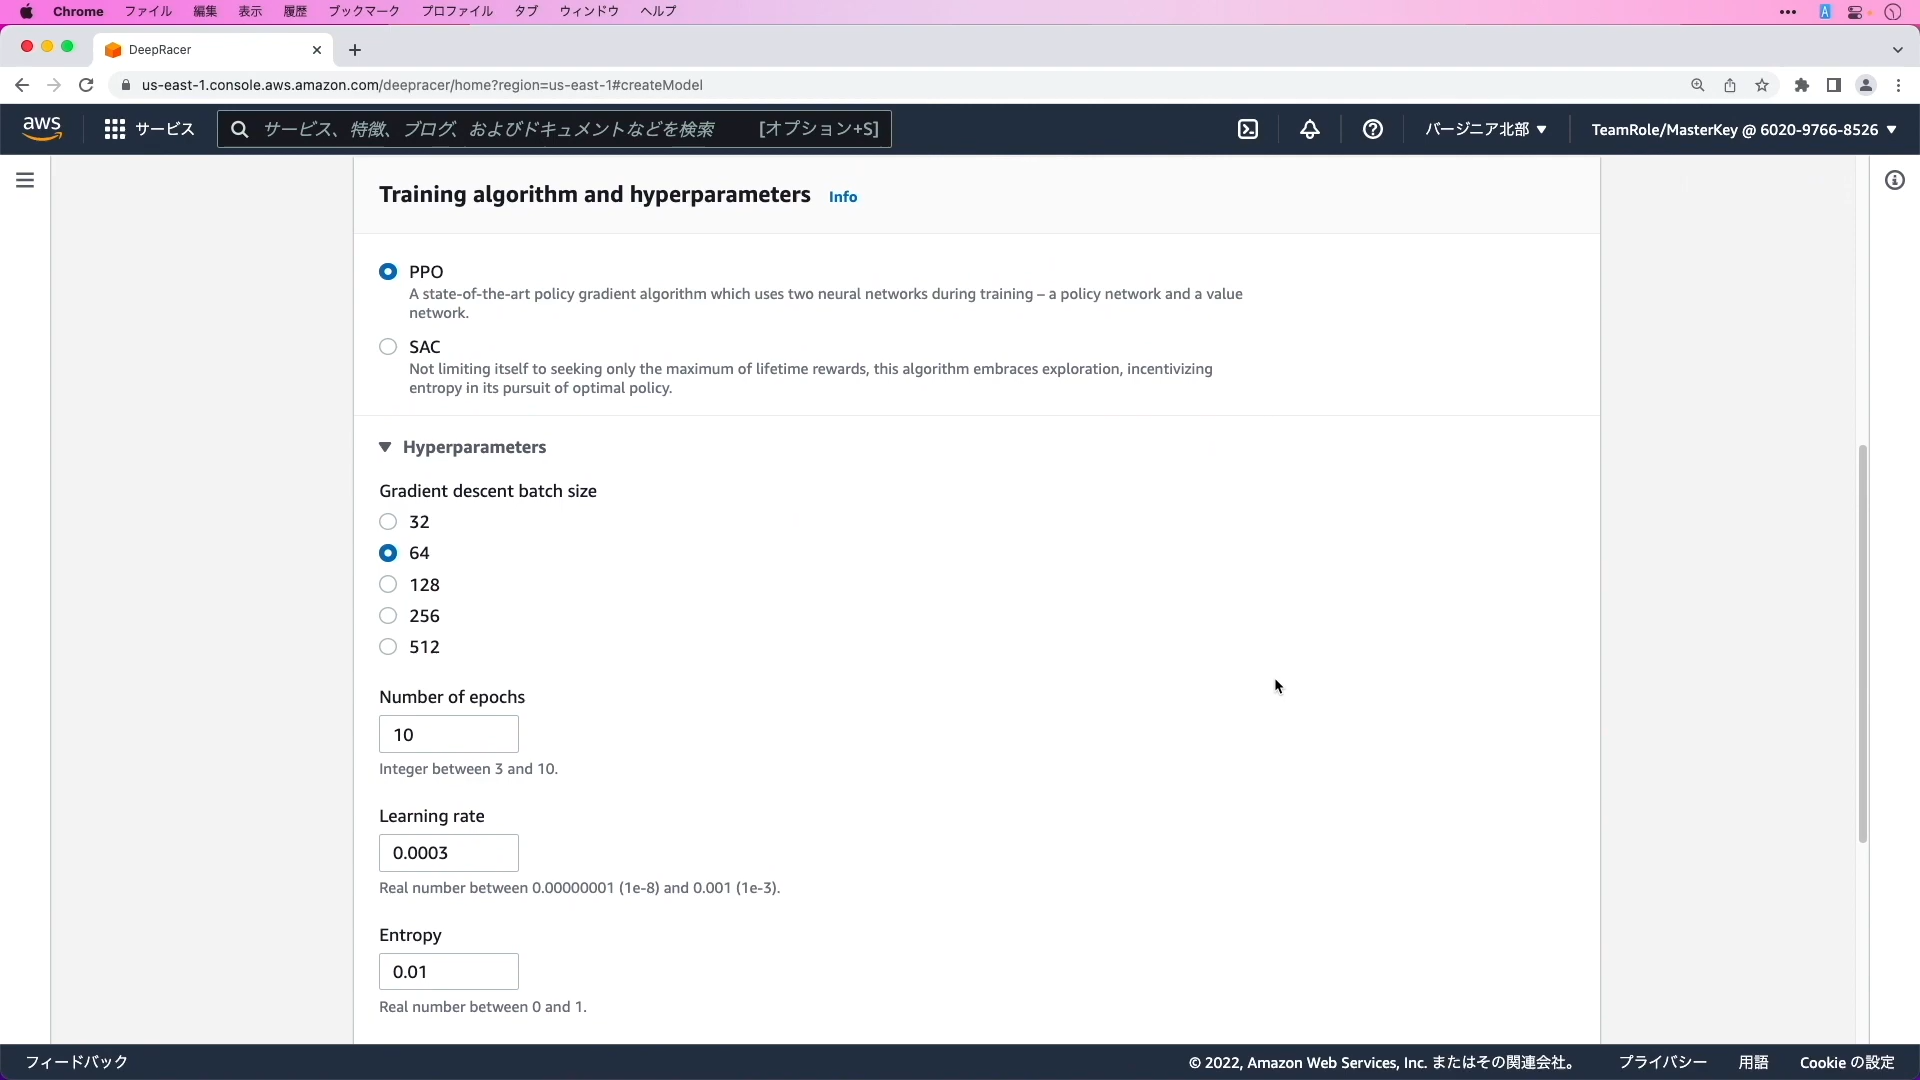 Chrome ファイル 編集 表示 履歴 ブックマーク プロファイル タブ ウィンドウ ヘルプ A
DeepRacer
us-east-1.console.aws.amazon.com/deepracer/home?region=us-east-1#createModel
aws サービス サービス、特徴、ブログ、およびドキュメントなどを検索 [オプション+S] バージニア北部 TeamRole/MasterKey @ 6020-9766-8526
Training algorithm and hyperparameters Info
PPO
A state-of-the-art policy gradient algorithm which uses two neural networks during training – a policy network and a value
network.
SAC
Not limiting itself to seeking only the maximum of lifetime rewards, this algorithm embraces exploration, incentivizing
entropy in its pursuit of optimal policy.
Hyperparameters
Gradient descent batch size
32
64
128
256
512
Number of epochs
10
Integer between 3 and 10.
Learning rate
0.0003
Real number between 0.00000001 (1e-8) and 0.001 (1e-3).
Entropy
0.01
Real number between 0 and 1.
フィードバック © 2022, Amazon Web Services, Inc. またはその関連会社。 プライバシー 用語 Cookie の設定